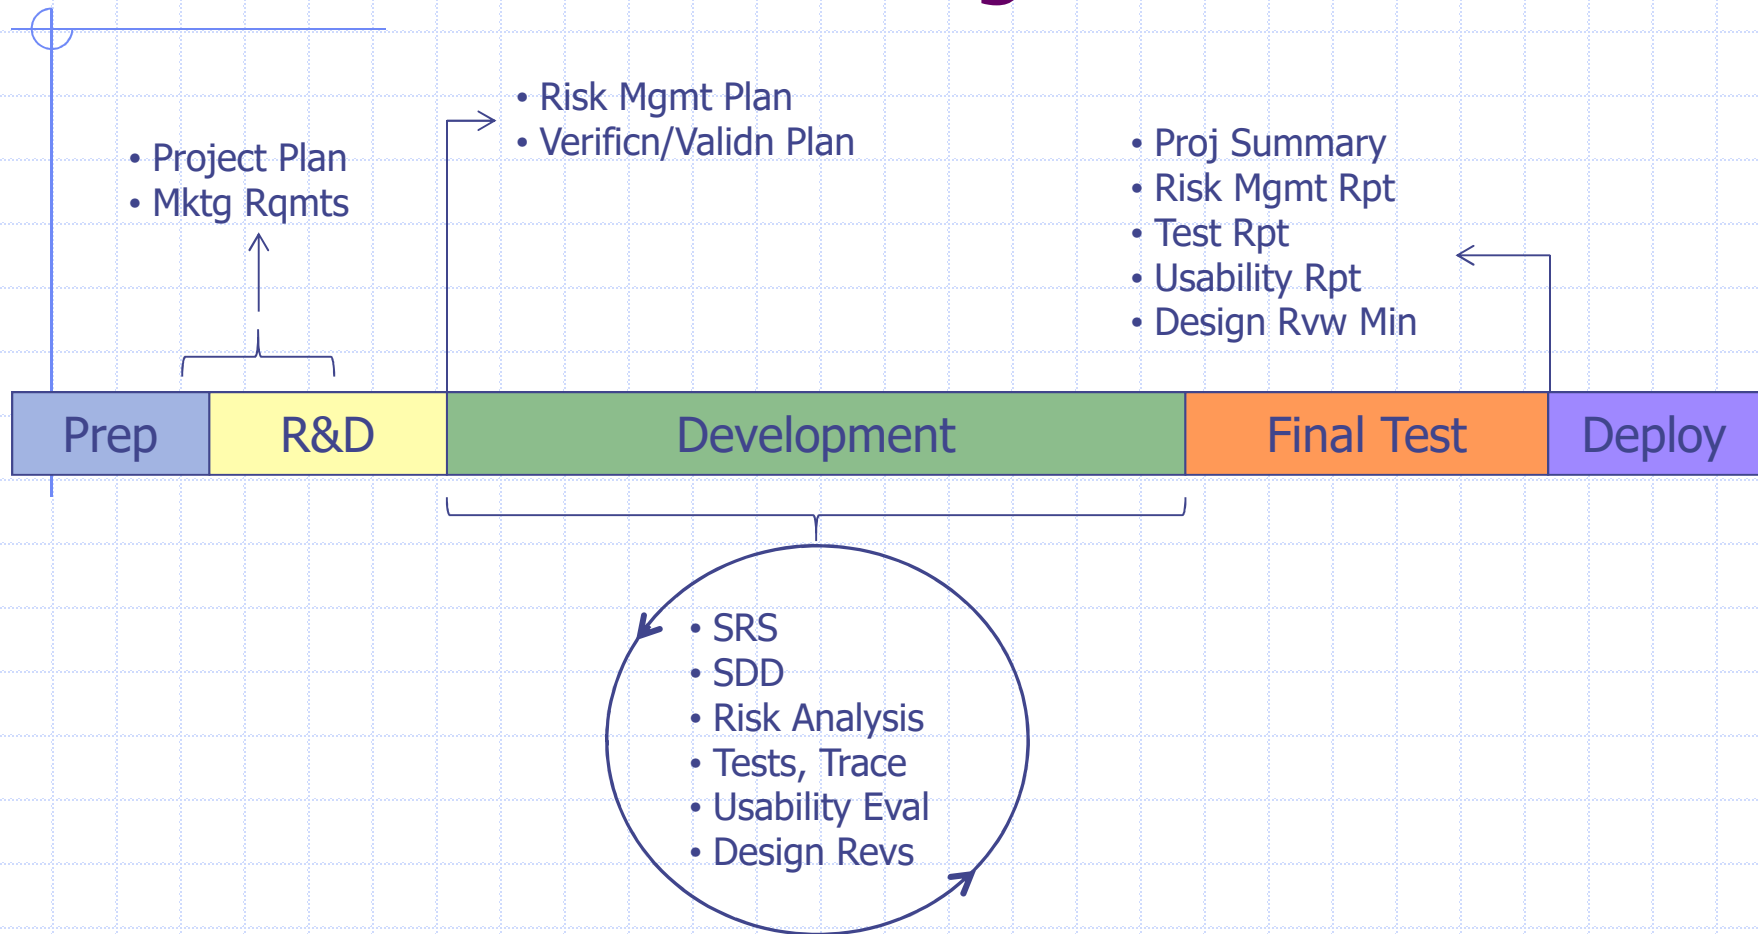 • Risk Mgmt Plan
• Verificn/Validn Plan
• Project Plan
• Mktg Rqmts
• Proj Summary
• Risk Mgmt Rpt
• Test Rpt
• Usability Rpt
• Design Rvw Min
Prep
R&D
Development
Final Test
Deploy
• SRS
• SDD
• Risk Analysis
• Tests, Trace
• Usability Eval
• Design Revs